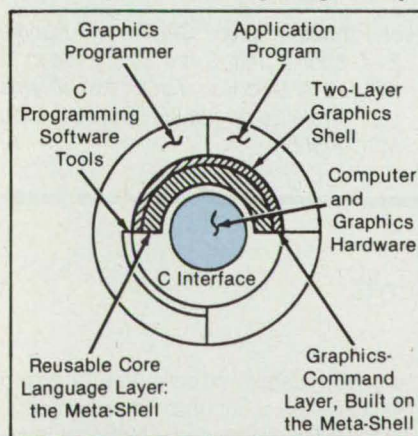 Graphics
Programmer
Application
Program
C
Programming
Software
Tools
Two-Layer
Graphics
Shell
Computer
and
Graphics
Hardware
C Interface
Reusable Core
Language Layer:
the Meta-Shell
Graphics-
Command
Layer, Built on
the Meta-Shell